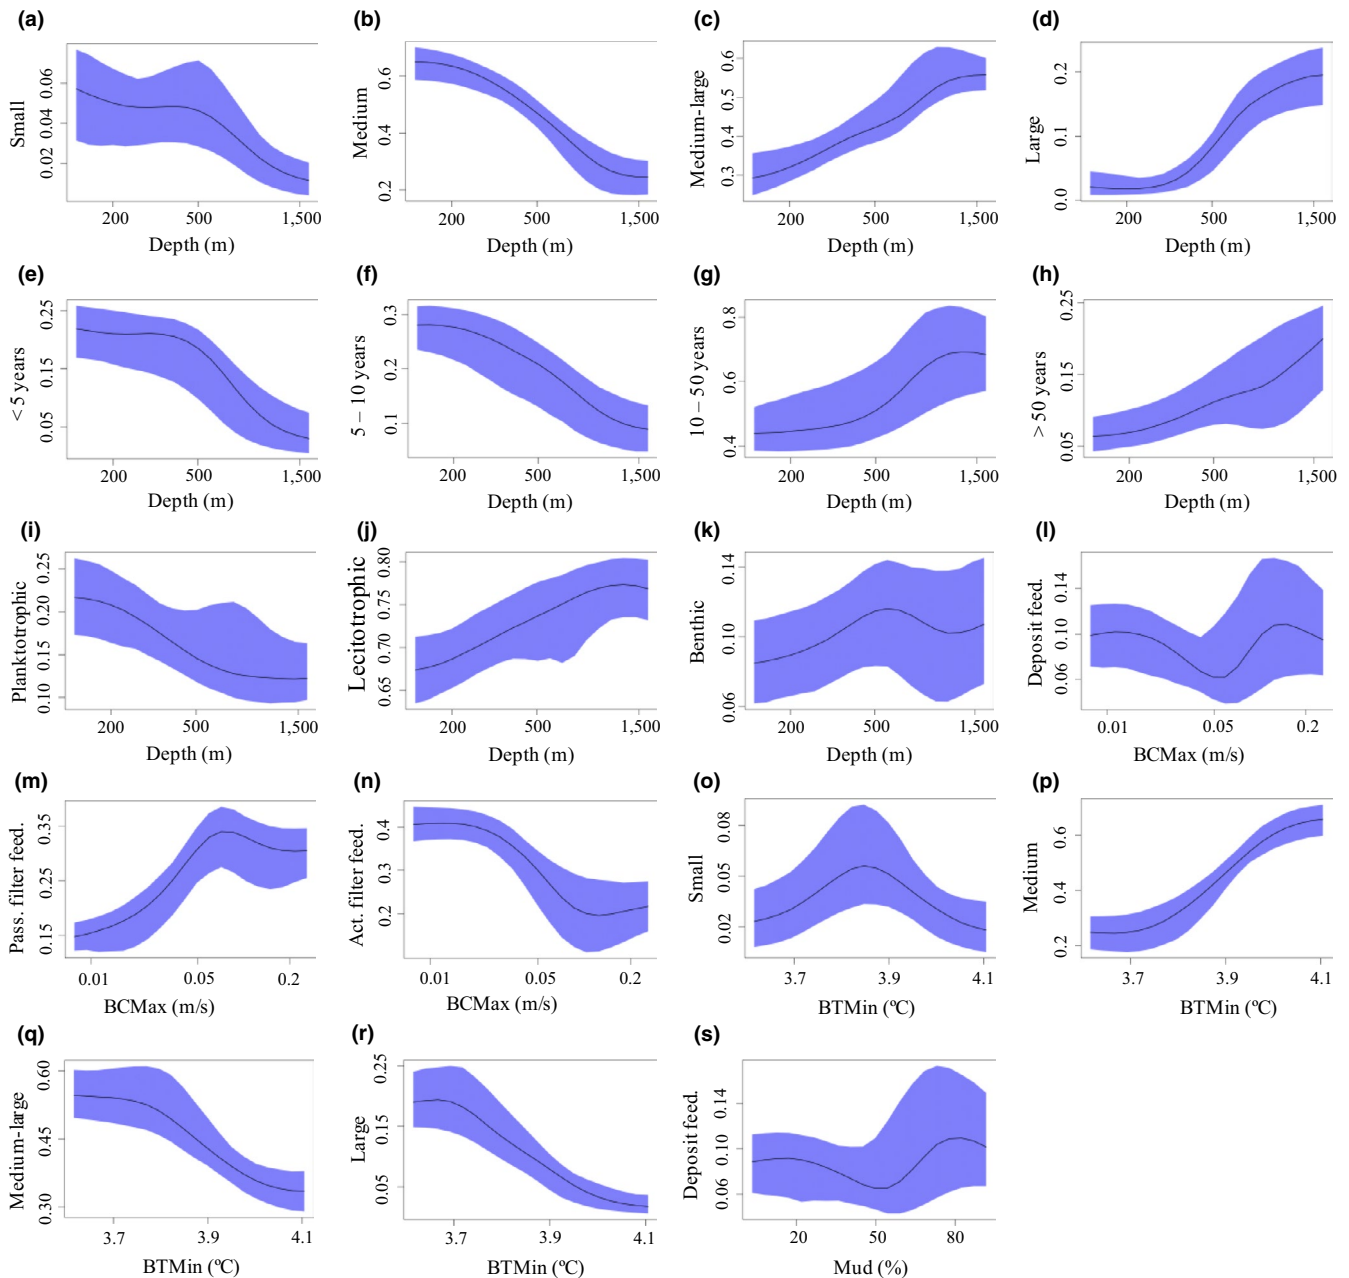 (a) (b) (c) (d)
Small 0.02 0.04 0.06
200 500 1,500
Depth (m)
Medium 0.2 0.4 0.6
200 500 1,500
Depth (m)
Medium-large 0.3 0.4 0.5 0.6
200 500 1,500
Depth (m)
Large 0.0 0.1 0.2
200 500 1,500
Depth (m)
(e) (f) (g) (h)
< 5 years 0.05 0.15 0.25
200 500 1,500
Depth (m)
5 – 10 years 0.1 0.2 0.3
200 500 1,500
Depth (m)
10 – 50 years 0.4 0.6 0.8
200 500 1,500
Depth (m)
> 50 years 0.05 0.15 0.25
200 500 1,500
Depth (m)
(i) (j) (k) (l)
Planktotrophic 0.10 0.15 0.20 0.25
200 500 1,500
Depth (m)
Lecitotrophic 0.65 0.70 0.75 0.80
200 500 1,500
Depth (m)
Benthic 0.06 0.10 0.14
200 500 1,500
Depth (m)
Deposit feed. 0.06 0.10 0.14
0.01 0.05 0.2
BCMax (m/s)
(m) (n) (o) (p)
Pass. filter feed. 0.15 0.25 0.35
0.01 0.05 0.2
BCMax (m/s)
Act. filter feed. 0.2 0.3 0.4
0.01 0.05 0.2
BCMax (m/s)
Small 0.02 0.05 0.08
3.7 3.9 4.1
BTMin (ºC)
Medium 0.2 0.4 0.6
3.7 3.9 4.1
BTMin (ºC)
(q) (r) (s)
Medium-large 0.30 0.45 0.60
3.7 3.9 4.1
BTMin (ºC)
Large 0.05 0.15 0.25
3.7 3.9 4.1
BTMin (ºC)
Deposit feed. 0.06 0.10 0.14
20 50 80
Mud (%)